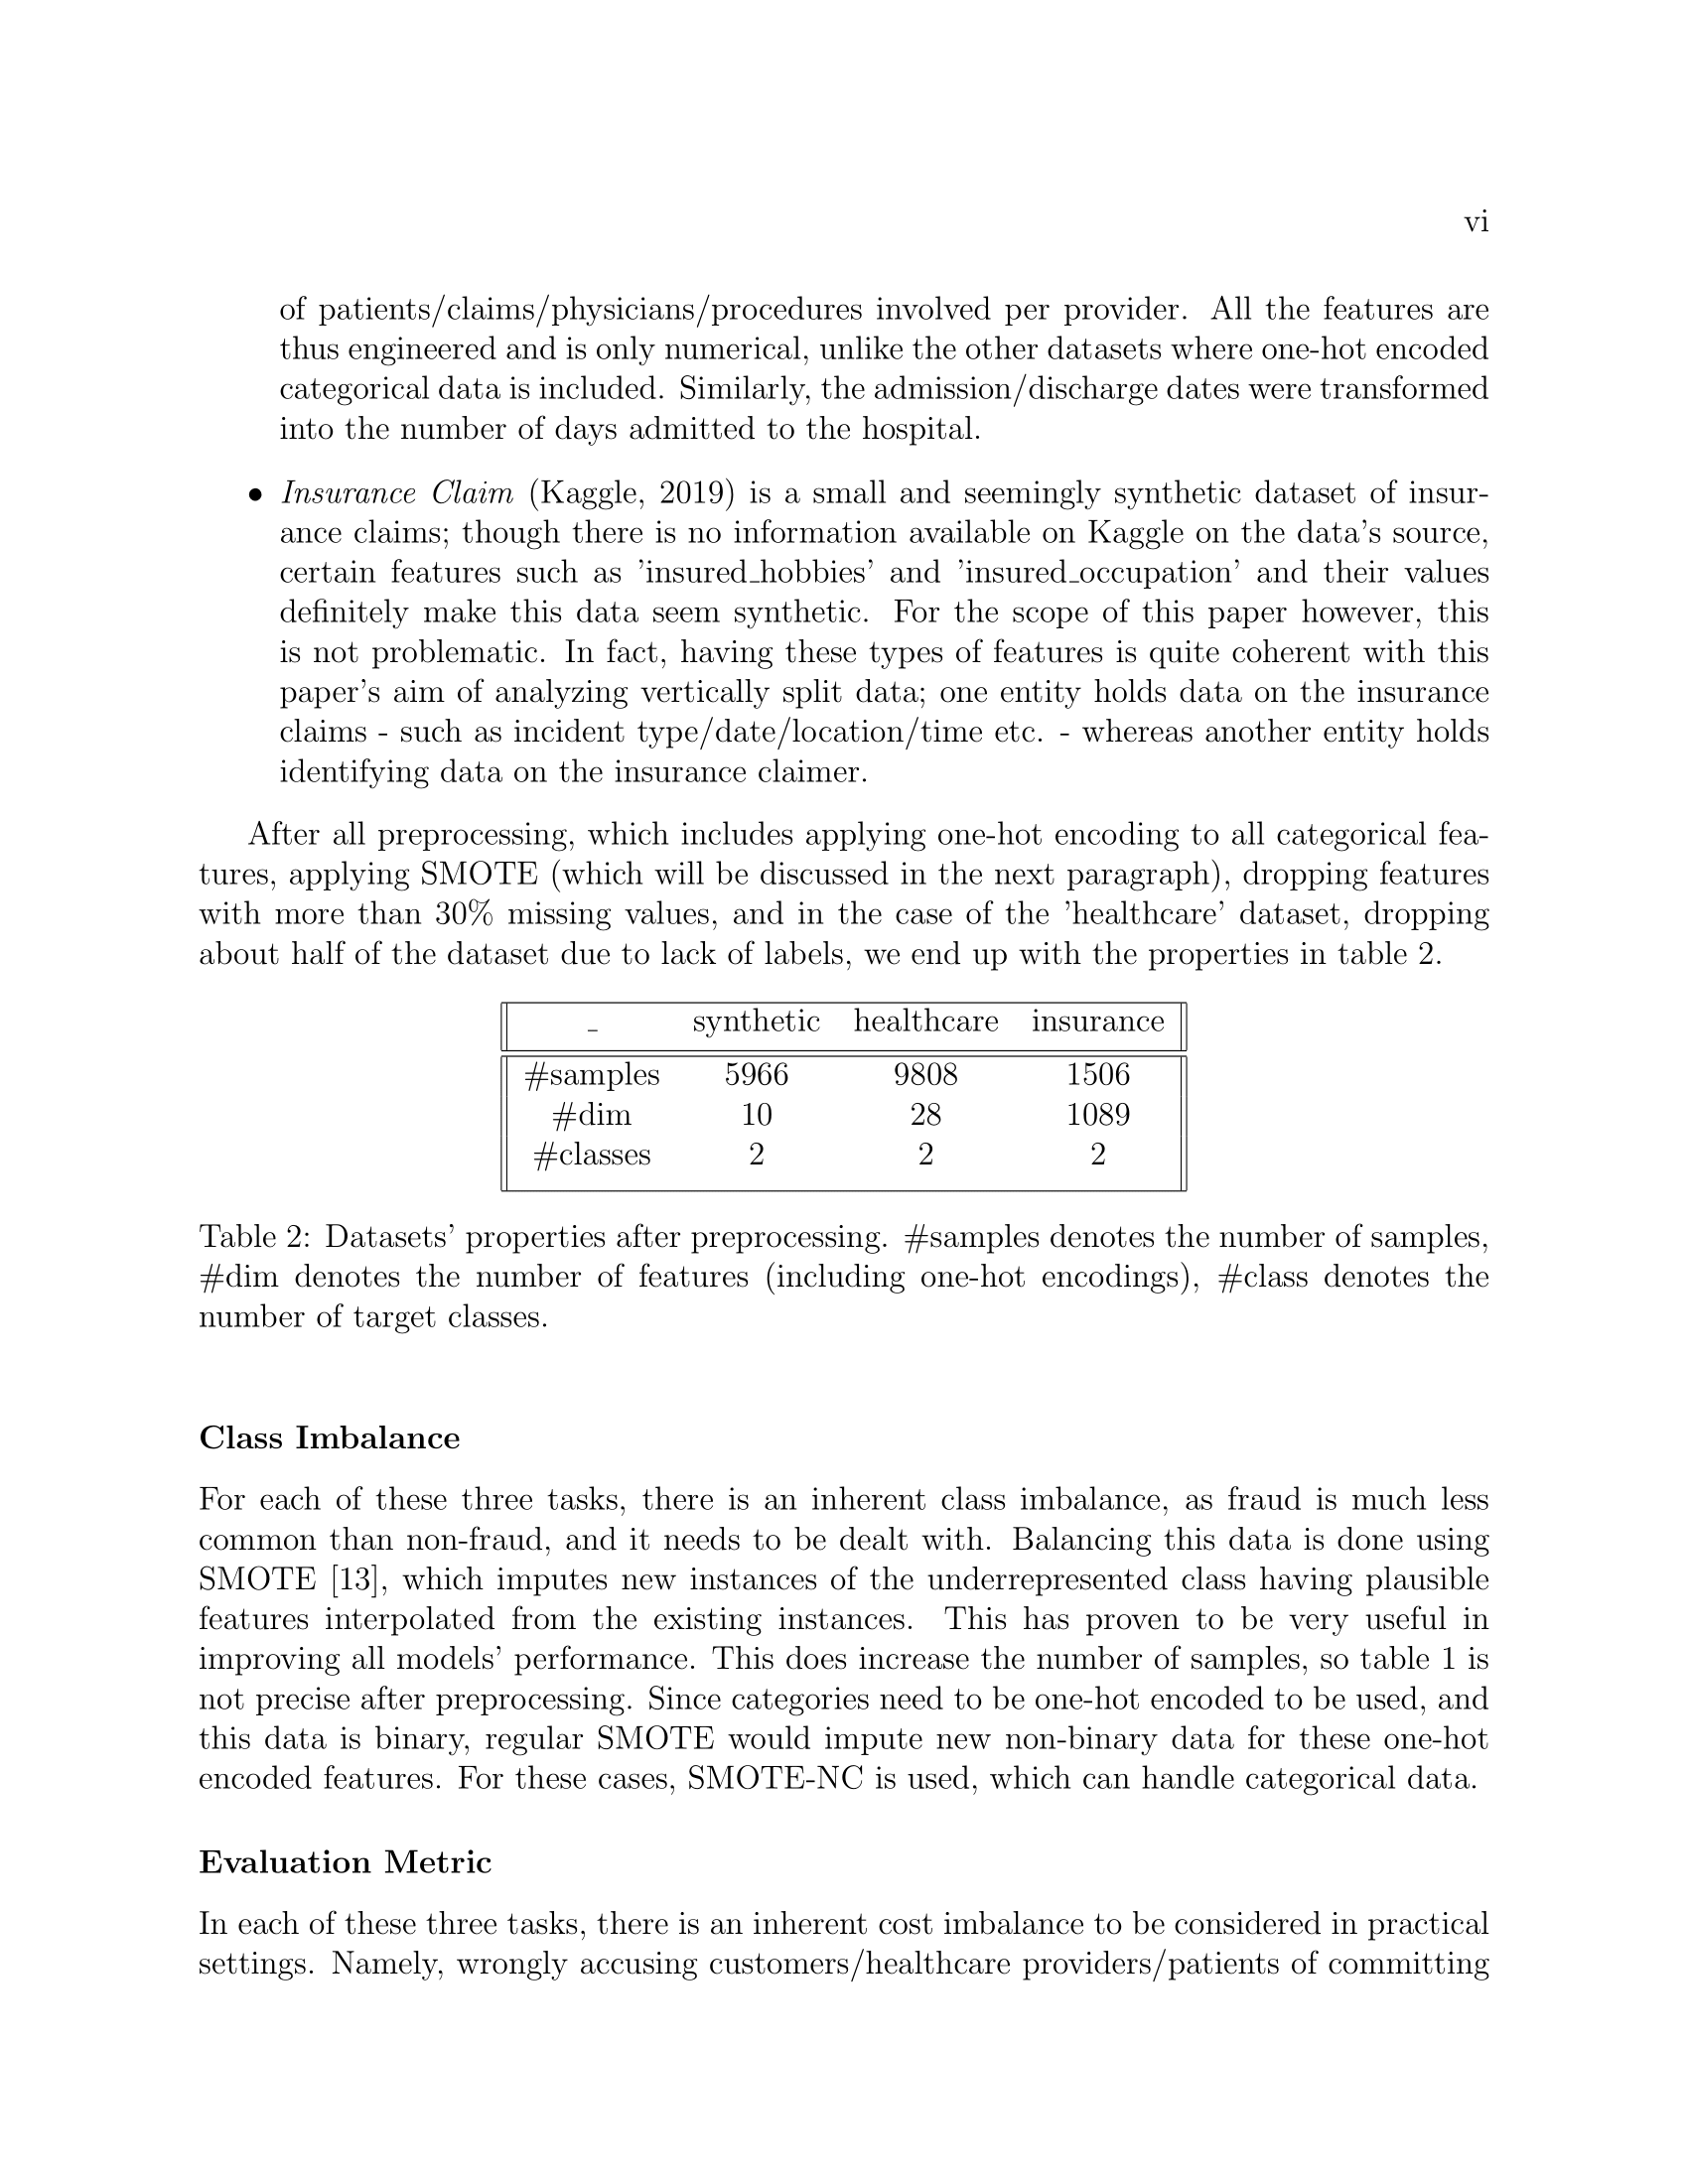 vi
of patients/claims/physicians/procedures involved per provider. All the features are
thus engineered and is only numerical, unlike the other datasets where one-hot encoded
categorical data is included. Similarly, the admission/discharge dates were transformed
into the number of days admitted to the hospital.
• Insurance Claim (Kaggle, 2019) is a small and seemingly synthetic dataset of insur-
ance claims; though there is no information available on Kaggle on the data's source,
certain features such as 'insured_hobbies' and 'insured_occupation' and their values
definitely make this data seem synthetic. For the scope of this paper however, this
is not problematic. In fact, having these types of features is quite coherent with this
paper's aim of analyzing vertically split data; one entity holds data on the insurance
claims - such as incident type/date/location/time etc. - whereas another entity holds
identifying data on the insurance claimer.
After all preprocessing, which includes applying one-hot encoding to all categorical fea-
tures, applying SMOTE (which will be discussed in the next paragraph), dropping features
with more than 30% missing values, and in the case of the 'healthcare' dataset, dropping
about half of the dataset due to lack of labels, we end up with the properties in table 2.
_ synthetic healthcare insurance
#samples 5966 9808 1506
#dim 10 28 1089
#classes 2 2 2
Table 2: Datasets' properties after preprocessing. #samples denotes the number of samples,
#dim denotes the number of features (including one-hot encodings), #class denotes the
number of target classes.
Class Imbalance
For each of these three tasks, there is an inherent class imbalance, as fraud is much less
common than non-fraud, and it needs to be dealt with. Balancing this data is done using
SMOTE [13], which imputes new instances of the underrepresented class having plausible
features interpolated from the existing instances. This has proven to be very useful in
improving all models' performance. This does increase the number of samples, so table 1 is
not precise after preprocessing. Since categories need to be one-hot encoded to be used, and
this data is binary, regular SMOTE would impute new non-binary data for these one-hot
encoded features. For these cases, SMOTE-NC is used, which can handle categorical data.
Evaluation Metric
In each of these three tasks, there is an inherent cost imbalance to be considered in practical
settings. Namely, wrongly accusing customers/healthcare providers/patients of committing